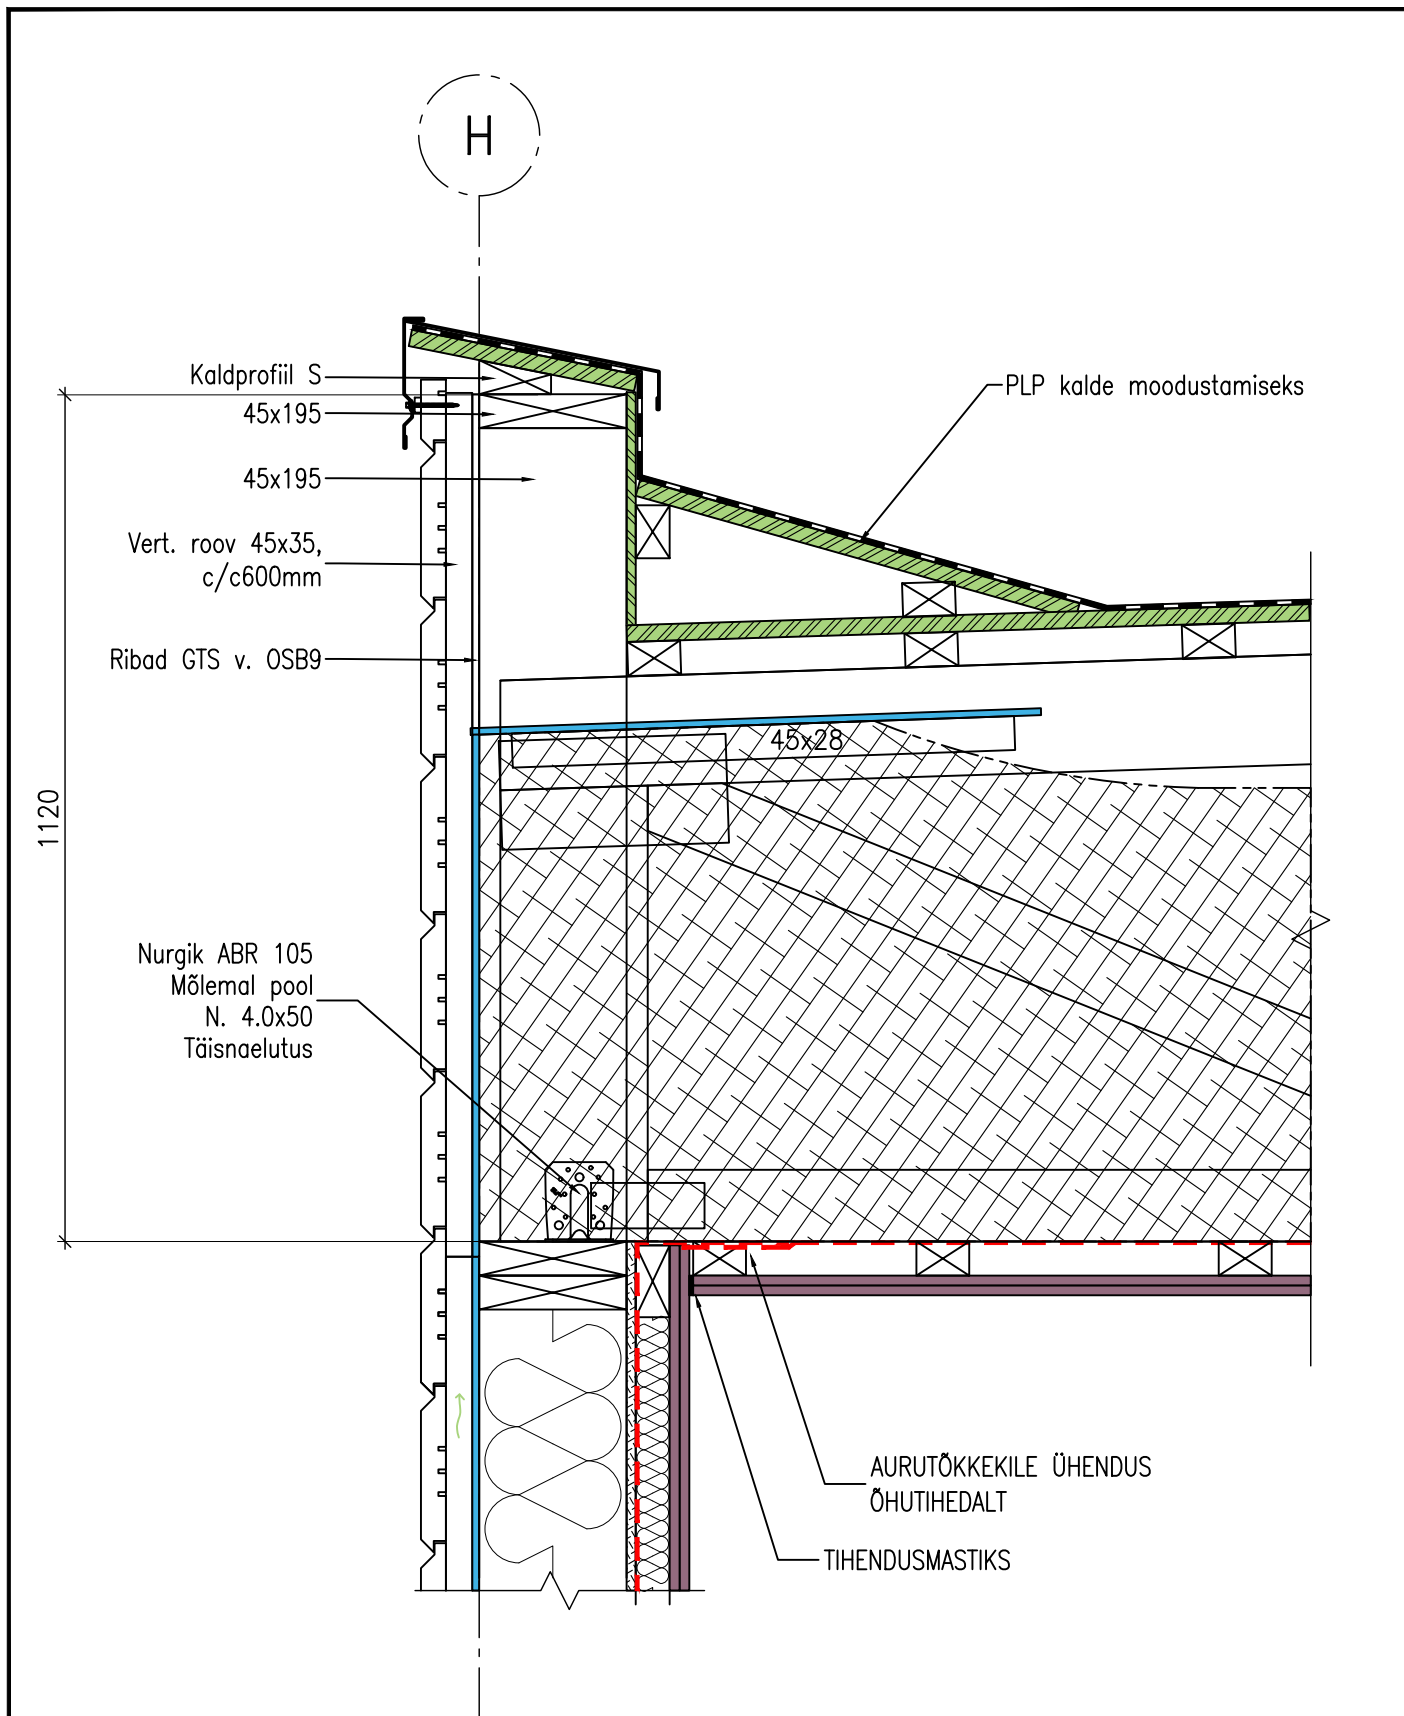 H
Kaldprofiil S
45x195
45x195
Vert. roov 45x35,
c/c600mm
Ribad GTS v. OSB9
PLP kalde moodustamiseks
45x28
1120
Nurgik ABR 105
Mõlemal pool
N. 4.0x50
Täisnaelutus
AURUTÕKKEKILE ÜHENDUS
ÕHUTIHEDALT
TIHENDUSMASTIKS